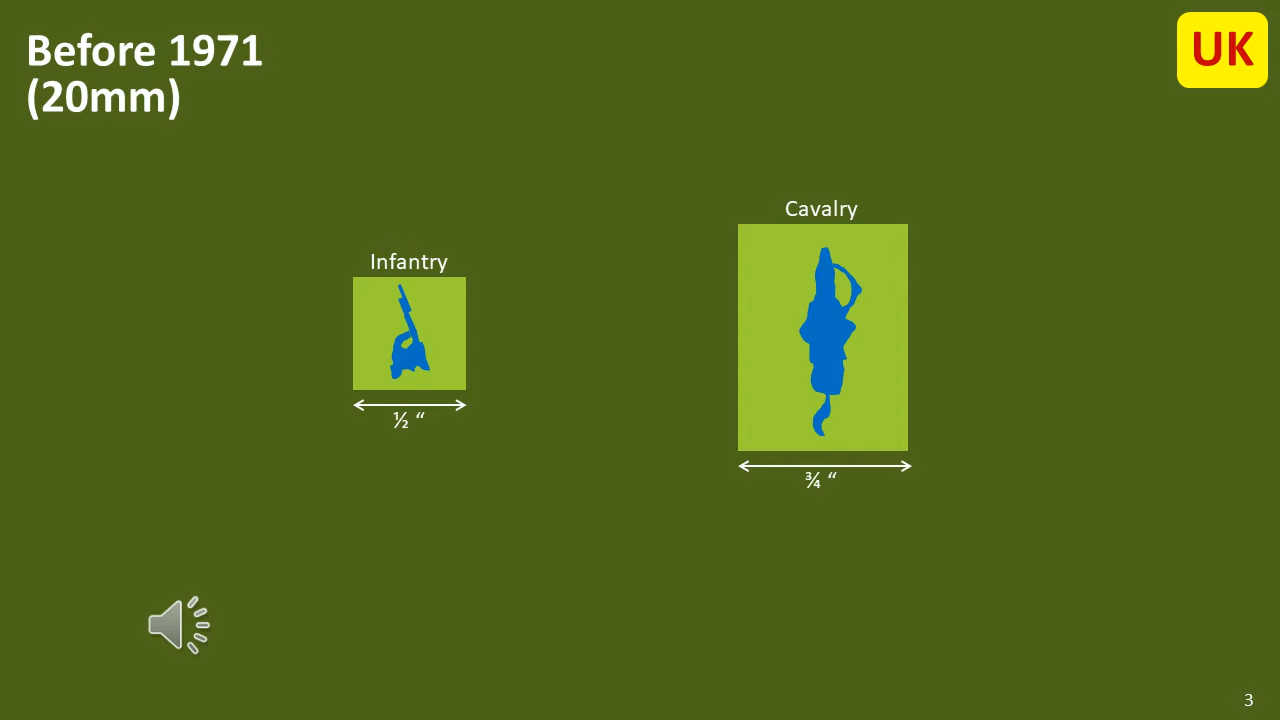 Before 1971
(20mm)
UK
Cavalry
Infantry
½ “
¾ “
3